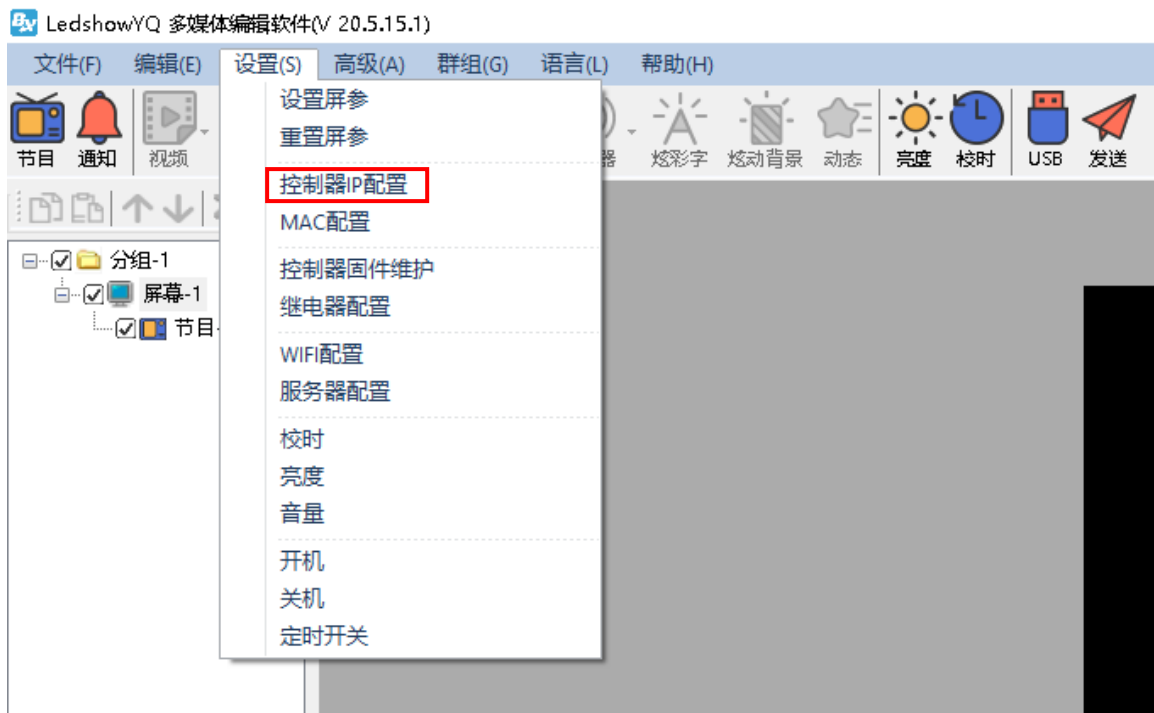 LedshowYQ 多媒体编辑软件(V 20.5.15.1)
文件(F) 编辑(E) 设置(S) 高级(A) 群组(G) 语言(L) 帮助(H)
节目 通知 视频 器 炫彩字 炫动背景 动态 亮度 校时 USB 发送
设置屏参
重置屏参
控制器IP配置
MAC配置
控制器固件维护
继电器配置
WIFI配置
服务器配置
校时
亮度
音量
开机
关机
定时开关
分组-1
屏幕-1
节目-